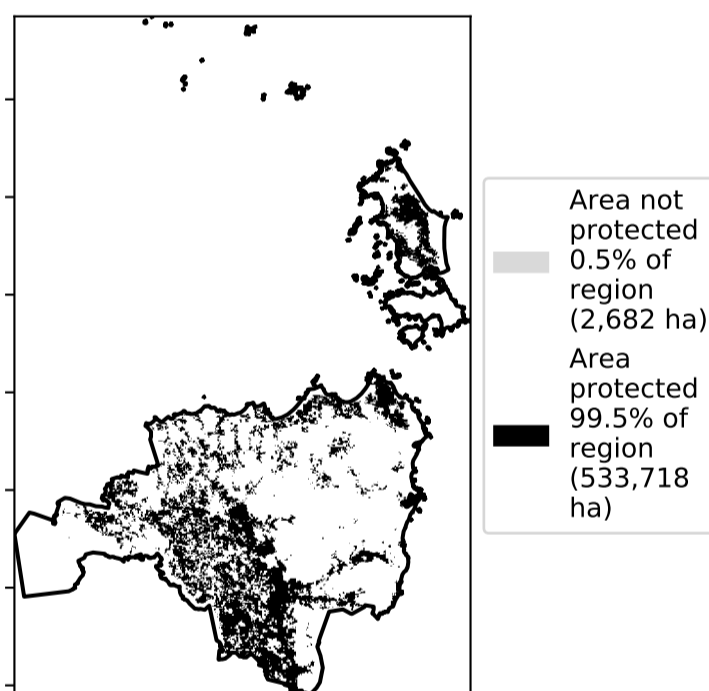 Area not
protected
0.5% of
region
(2,682 ha)
Area
protected
99.5% of
region
(533,718
ha)